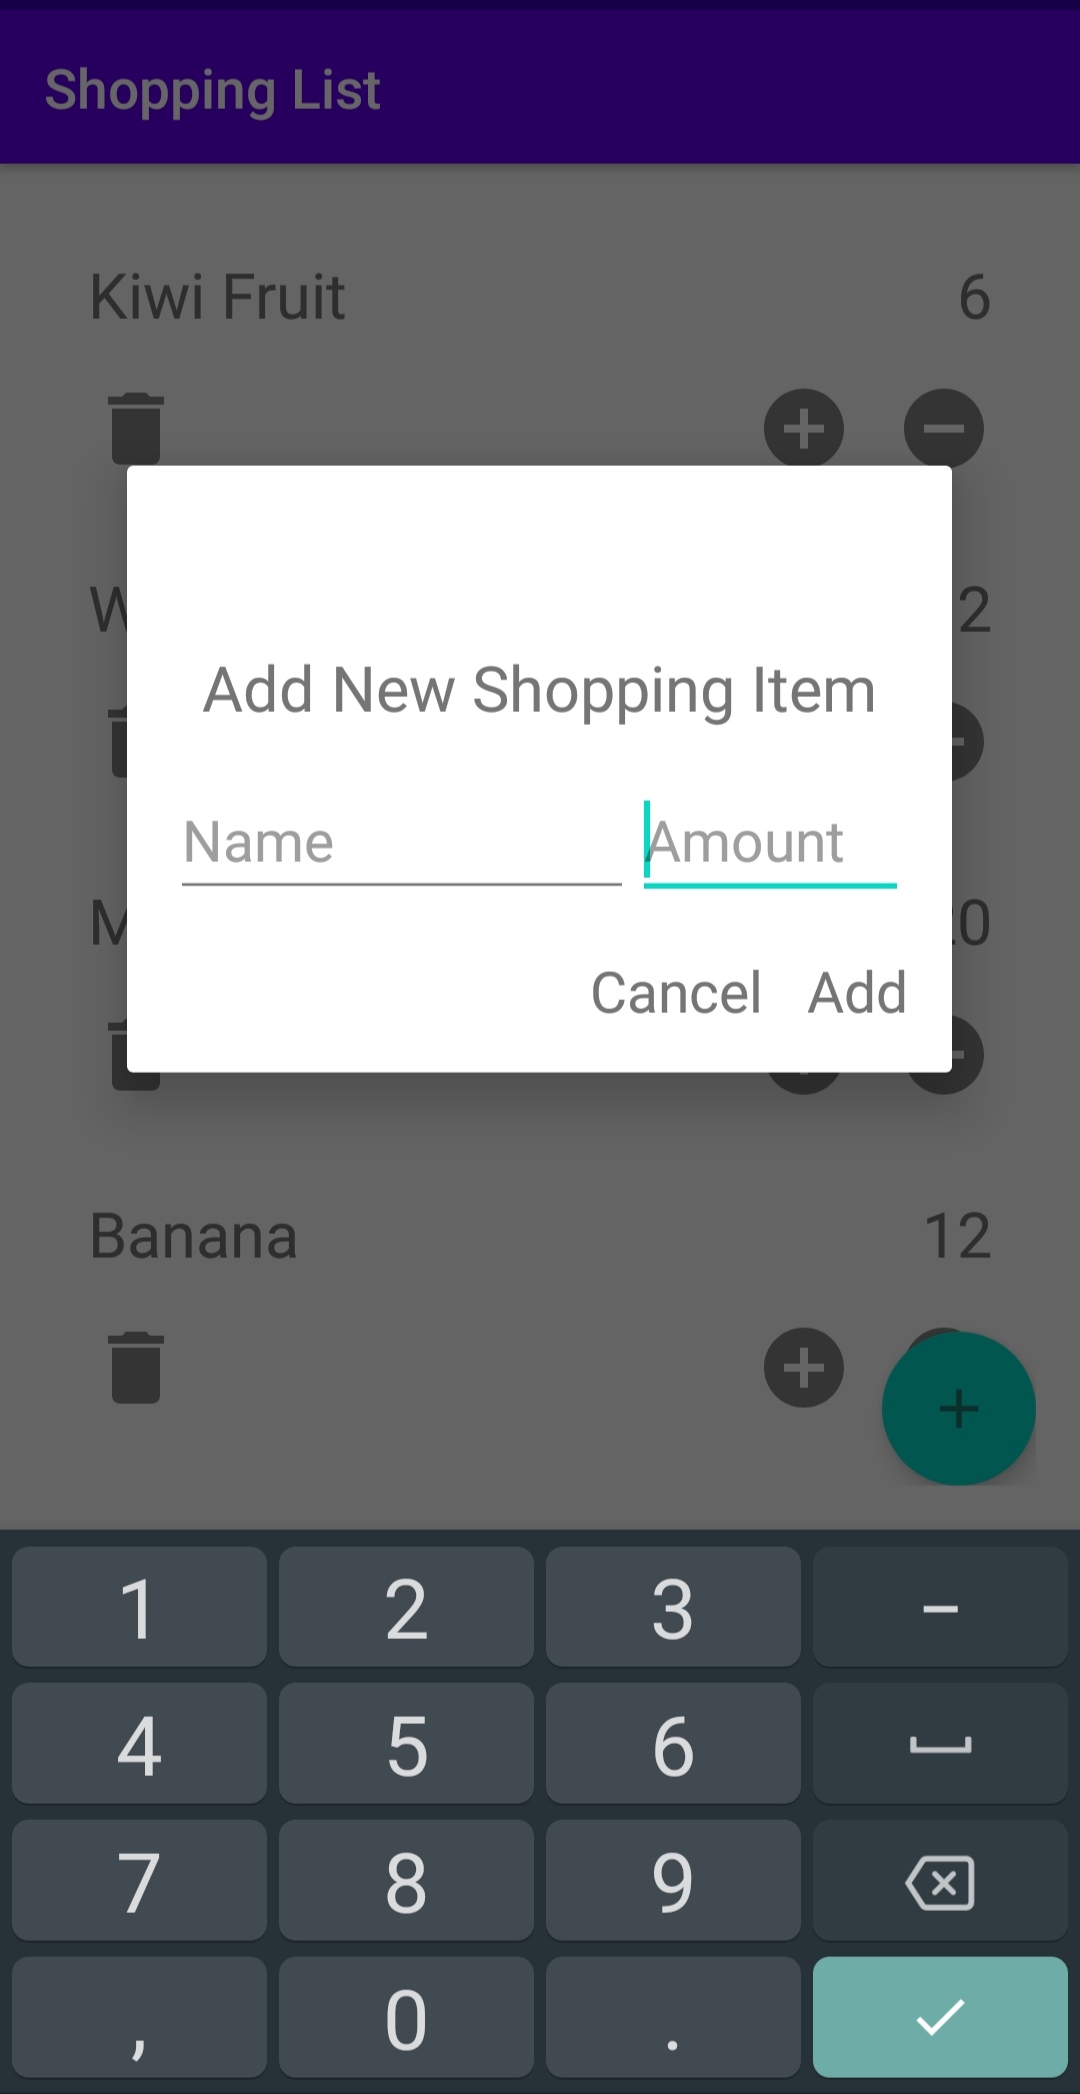 Shopping List
Kiwi Fruit 6
2
Add New Shopping Item
Name Amount
Cancel Add
Banana 12
1 2 3 -
4 5 6
7 8 9
, 0 .